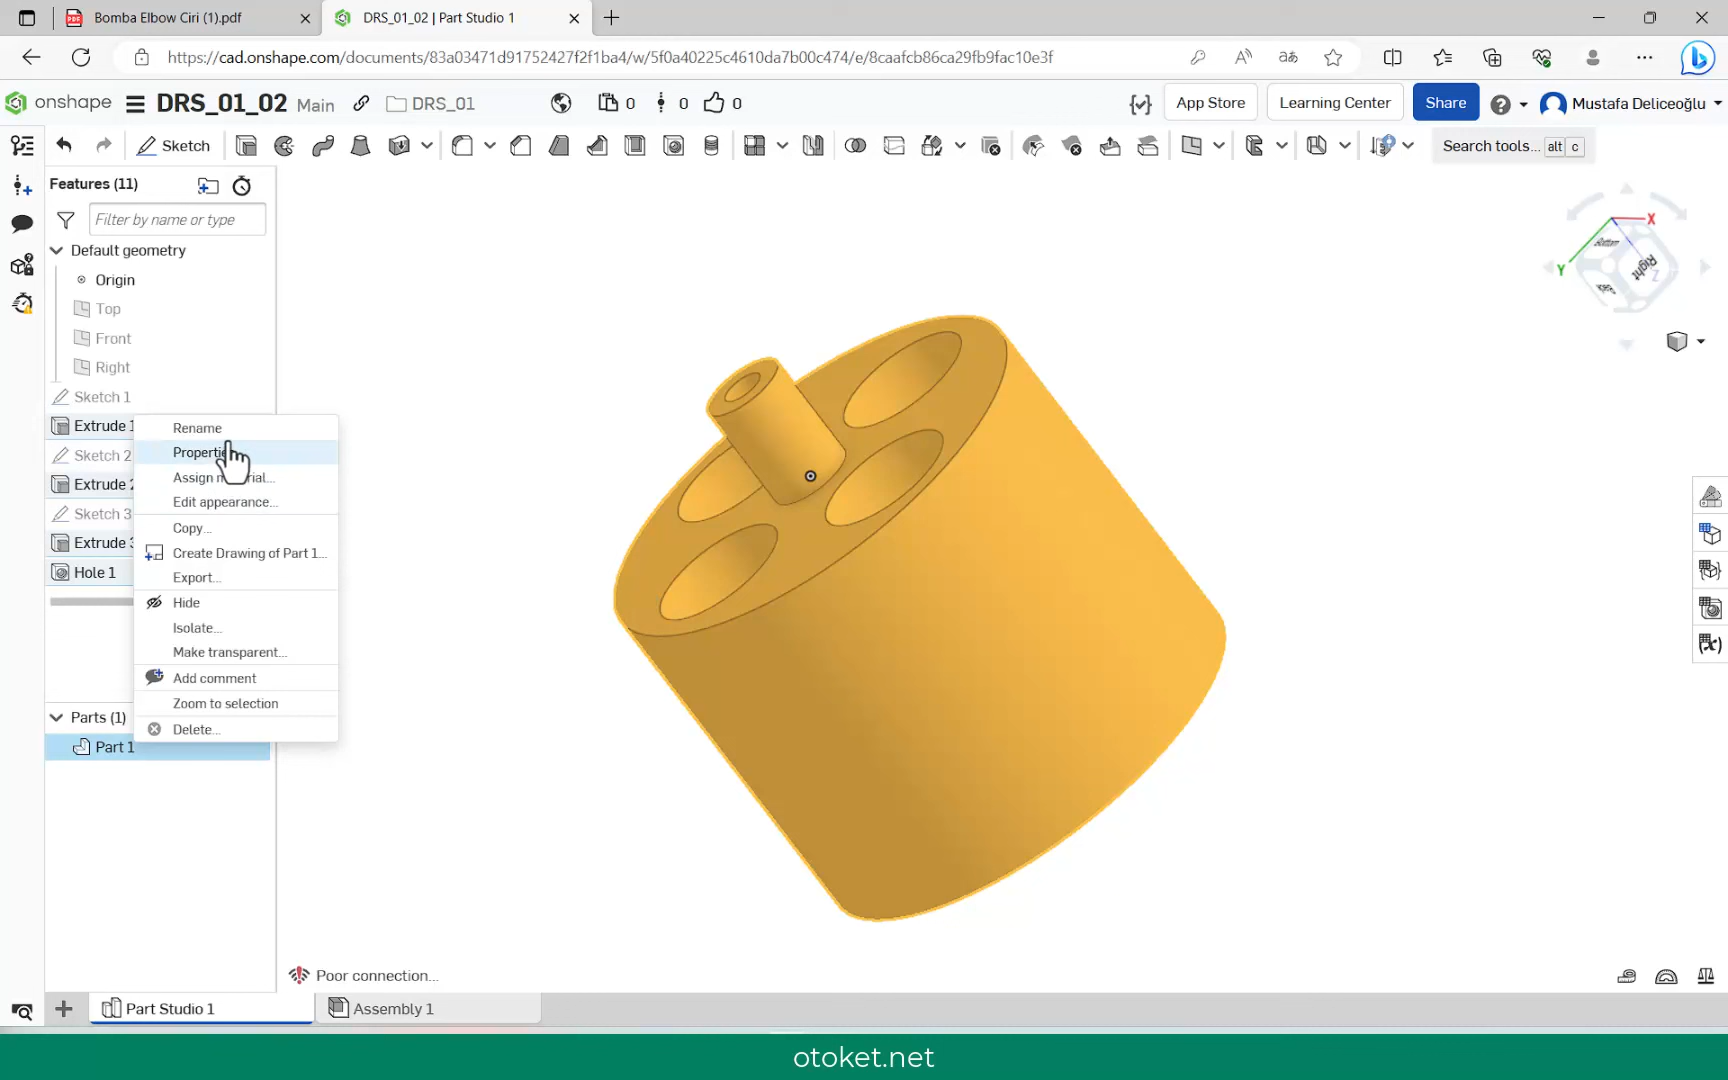 Bomba Elbow Ciri (1).pdf
DRS_01_02 | Part Studio 1
https://cad.onshape.com/documents/83a03471d91752427f2f1ba4/w/5f0a40225c4610da7b00c474/e/8caafcb86ca29fb9fac10e3f
onshape DRS_01_02 Main DRS_01 0 0 0 App Store Learning Center Share Mustafa Deliceoğlu
Sketch Search tools... alt c
Features (11)
Filter by name or type
Default geometry
Origin
Top
Front
Right
Sketch 1
Extrude 1
Sketch 2
Extrude 2
Sketch 3
Extrude 3
Hole 1
Rename
Edit appearance...
Copy...
Create Drawing of Part 1...
Export...
Hide
Isolate...
Make transparent...
Add comment
Zoom to selection
Delete...
Parts (1)
Part 1
X
Y
Z
Bottom
Right
Poor connection...
Part Studio 1
Assembly 1
otoket.net